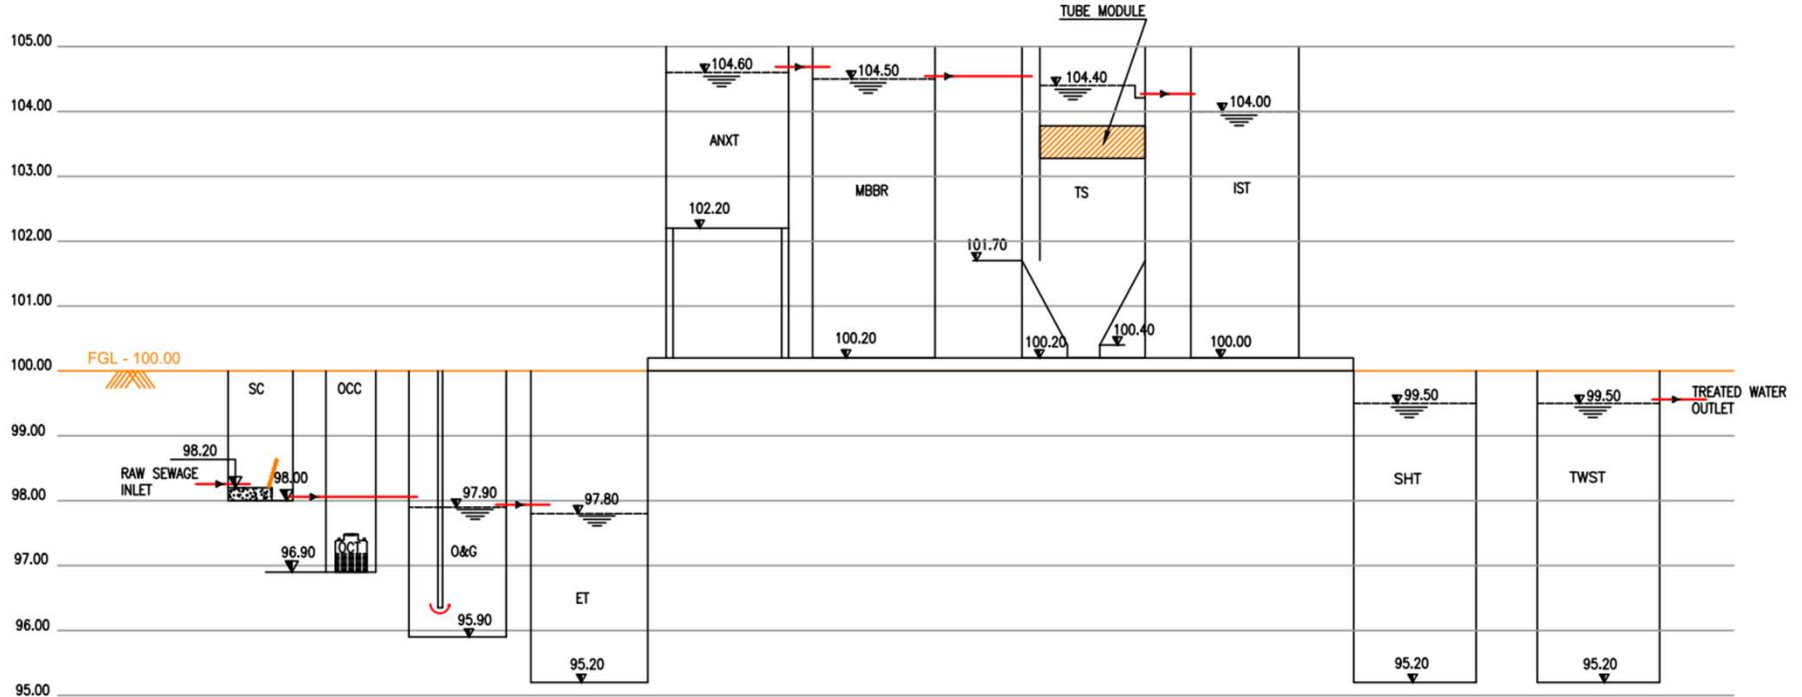 TUBE MODULE
105.00
104.60
104.50
104.40
104.00
104.00
ANXT
103.00
MBBR
TS
IST
102.20
102.00
101.70
101.00
100.20
100.20
100.40
100.00
FGL - 100.00
100.00
SC
OCC
99.50
99.50
TREATED WATER
OUTLET
99.00
98.20
RAW SEWAGE
INLET
98.00
98.00
97.90
97.80
SHT
TWST
OCT
96.90
O&G
97.00
ET
96.00
95.90
95.20
95.20
95.20
95.00